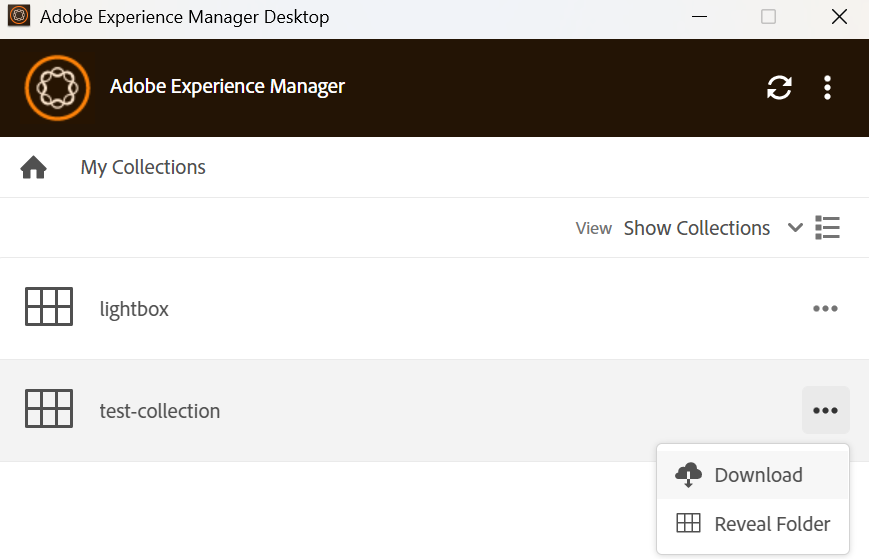 Adobe Experience Manager Desktop
Adobe Experience Manager
My Collections
View Show Collections
lightbox
test-collection
Download
Reveal Folder